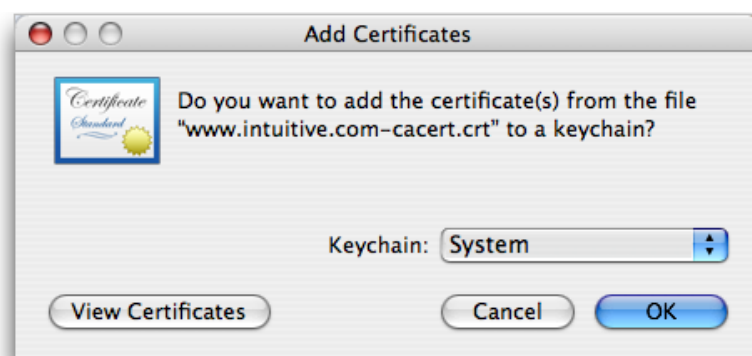 Add Certificates
Certificate
Standard
Do you want to add the certificate(s) from the file
"www.intuitive.com-cacert.crt" to a keychain?
Keychain: System
View Certificates Cancel OK